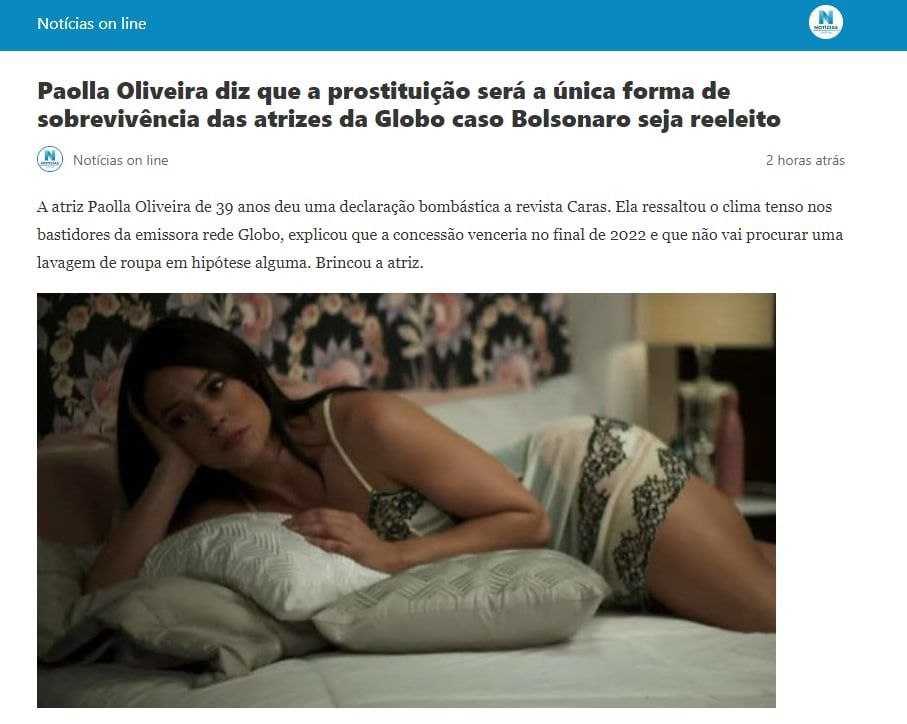 Notícias on line
N
NOTÍCIAS
Paolla Oliveira diz que a prostituição será a única forma de
sobrevivência das atrizes da Globo caso Bolsonaro seja reeleito
N
NOTÍCIAS
Notícias on line
2 horas atrás
A atriz Paolla Oliveira de 39 anos deu uma declaração bombástica a revista Caras. Ela ressaltou o clima tenso nos
bastidores da emissora rede Globo, explicou que a concessão venceria no final de 2022 e que não vai procurar uma
lavagem de roupa em hipótese alguma. Brincou a atriz.